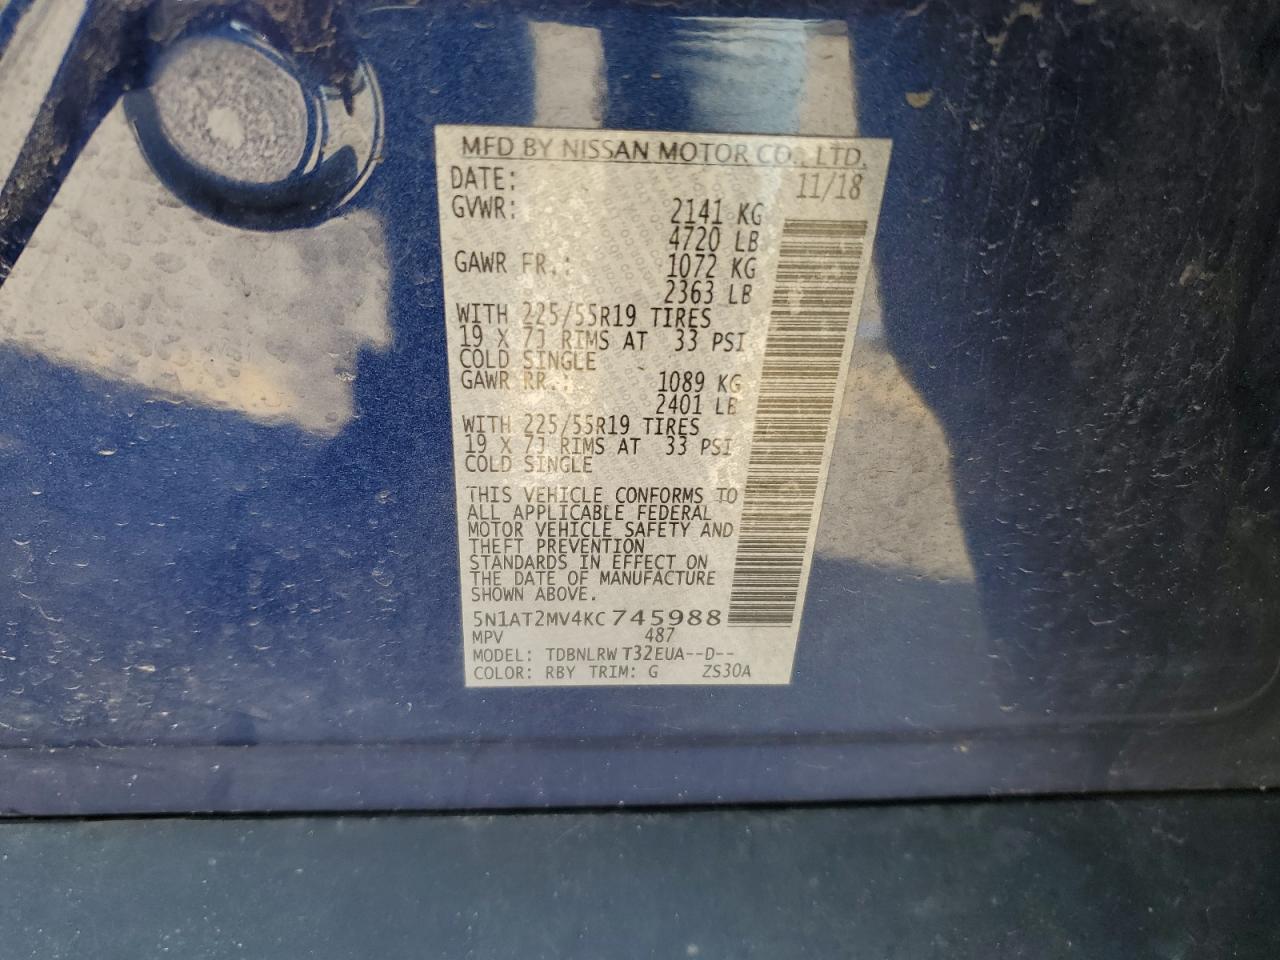 MFD BY NISSAN MOTOR CO., LTD.
DATE: 11/18
GVWR: 2141 KG
4720 LB
GAWR FR.: 1072 KG
2363 LB
WITH 225/55R19 TIRES
19 X 7J RIMS AT 33 PSI
COLD SINGLE
GAWR RR.: 1089 KG
2401 LB
WITH 225/55R19 TIRES
19 X 7J RIMS AT 33 PSI
COLD SINGLE
THIS VEHICLE CONFORMS TO
ALL APPLICABLE FEDERAL
MOTOR VEHICLE SAFETY AND
THEFT PREVENTION
STANDARDS IN EFFECT ON
THE DATE OF MANUFACTURE
SHOWN ABOVE.
5N1AT2MV4KC745988
MPV 487
MODEL: TDBNLRW T32EUA--D--
COLOR: RBY TRIM: G ZS30A